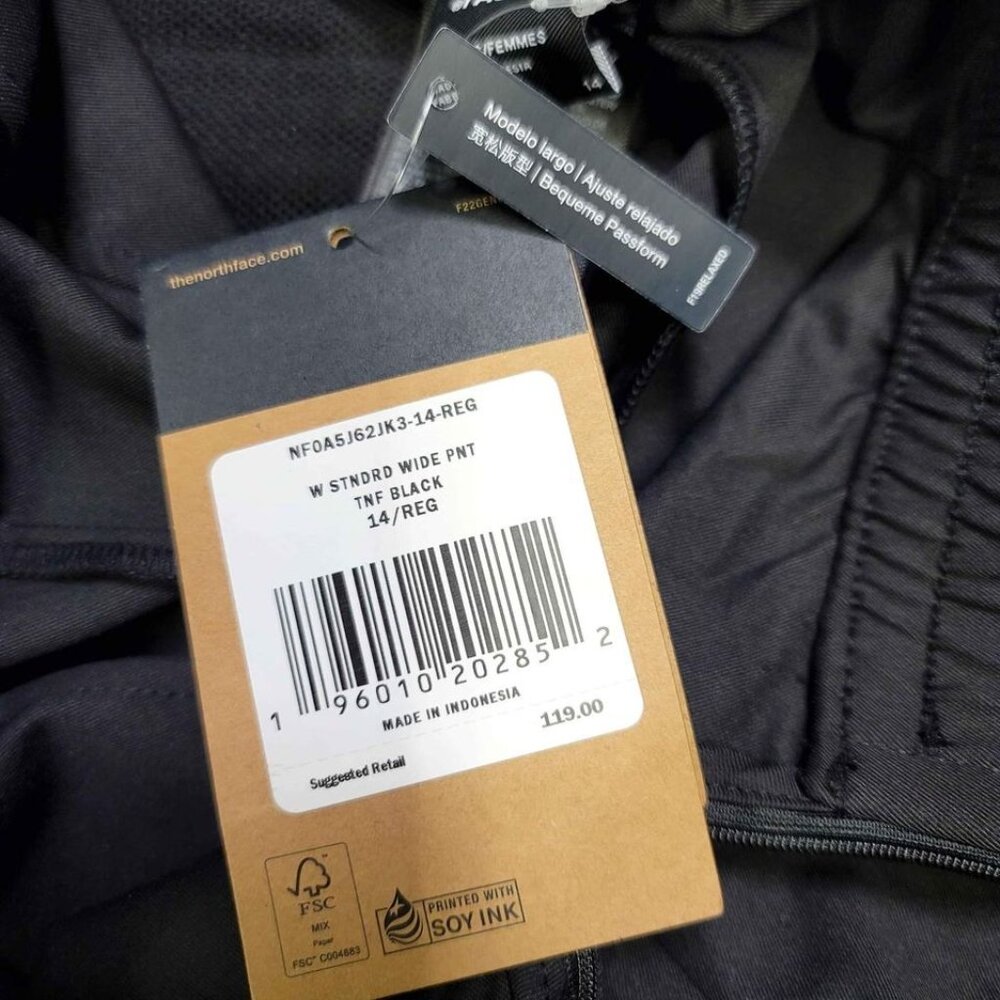 /FEMMES
14
Modelo largo | Ajuste relajado
宽松版型 | Bequeme Passform
F19RELAXED
thenorthface.com
NF0A5J62JK3-14-REG
W STNDRD WIDE PNT
TNF BLACK
14/REG
1 96010 20285 2
MADE IN INDONESIA
119.00
Suggested Retail
FSC
MIX
Paper
FSC® C004683
PRINTED WITH
SOY INK